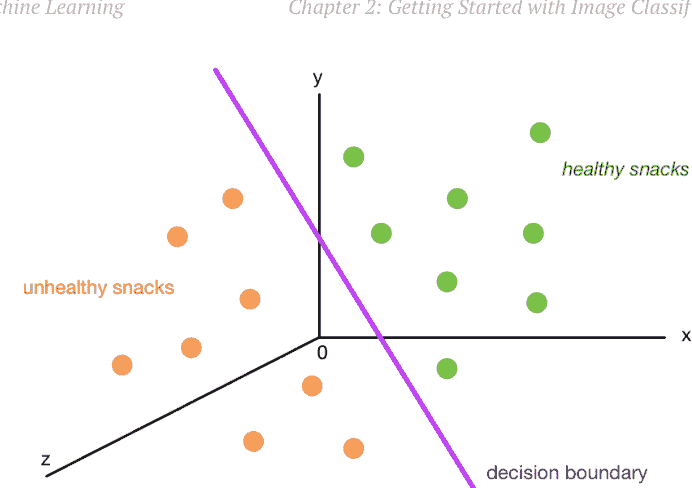 chine Learning
Chapter 2: Getting Started with Image Classif
y
healthy snacks
unhealthy snacks
x
0
z
decision boundary